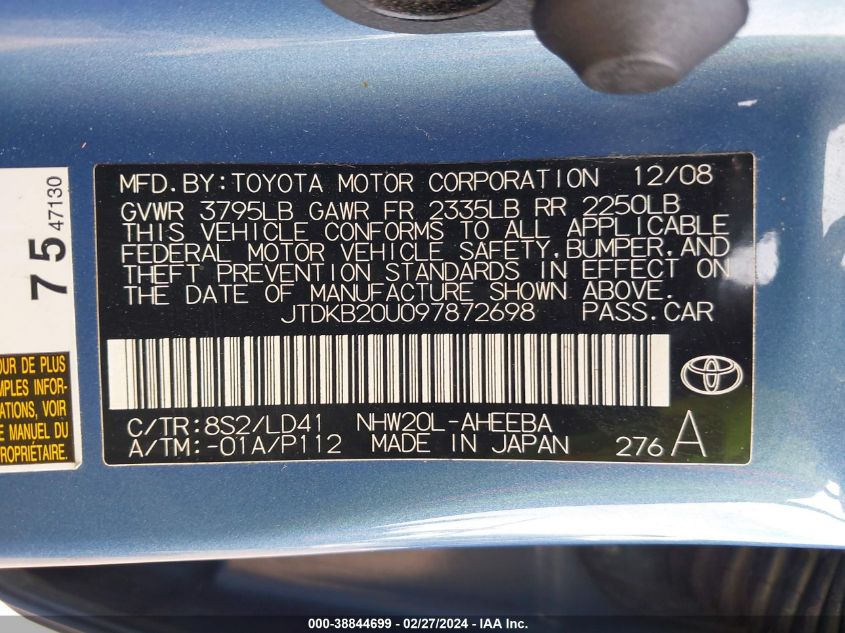 MFD. BY: TOYOTA MOTOR CORPORATION 12/08
GVWR 3795LB GAWR FR 2335LB RR 2250LB
THIS VEHICLE CONFORMS TO ALL APPLICABLE
FEDERAL MOTOR VEHICLE SAFETY, BUMPER, AND
THEFT PREVENTION STANDARDS IN EFFECT ON
THE DATE OF MANUFACTURE SHOWN ABOVE.
JTDKB20U097872698 PASS. CAR
C/TR: 8S2/LD41 NHW20L-AHEEBA
A/TM: -01A/P112 MADE IN JAPAN 276 A
75 47130
OUR DE PLUS
MPLES INFOR-
ATIONS, VOIR
E MANUEL DU
PROPRIÉTAIRE.
000-38844699 - 02/27/2024 - IAA Inc.